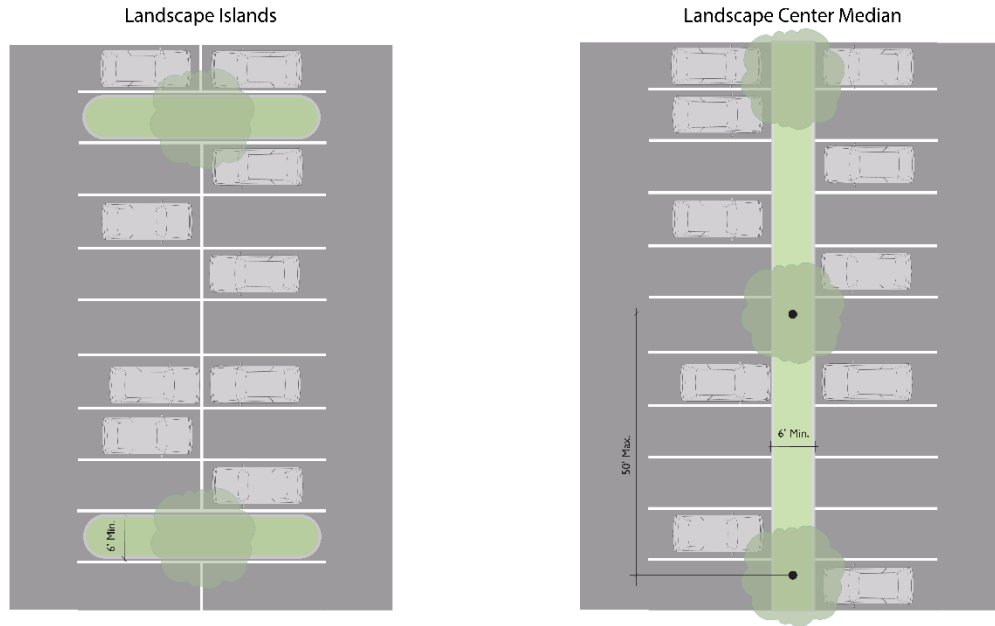 Landscape Islands
Landscape Center Median
6' Min.
50' Max.
6' Min.